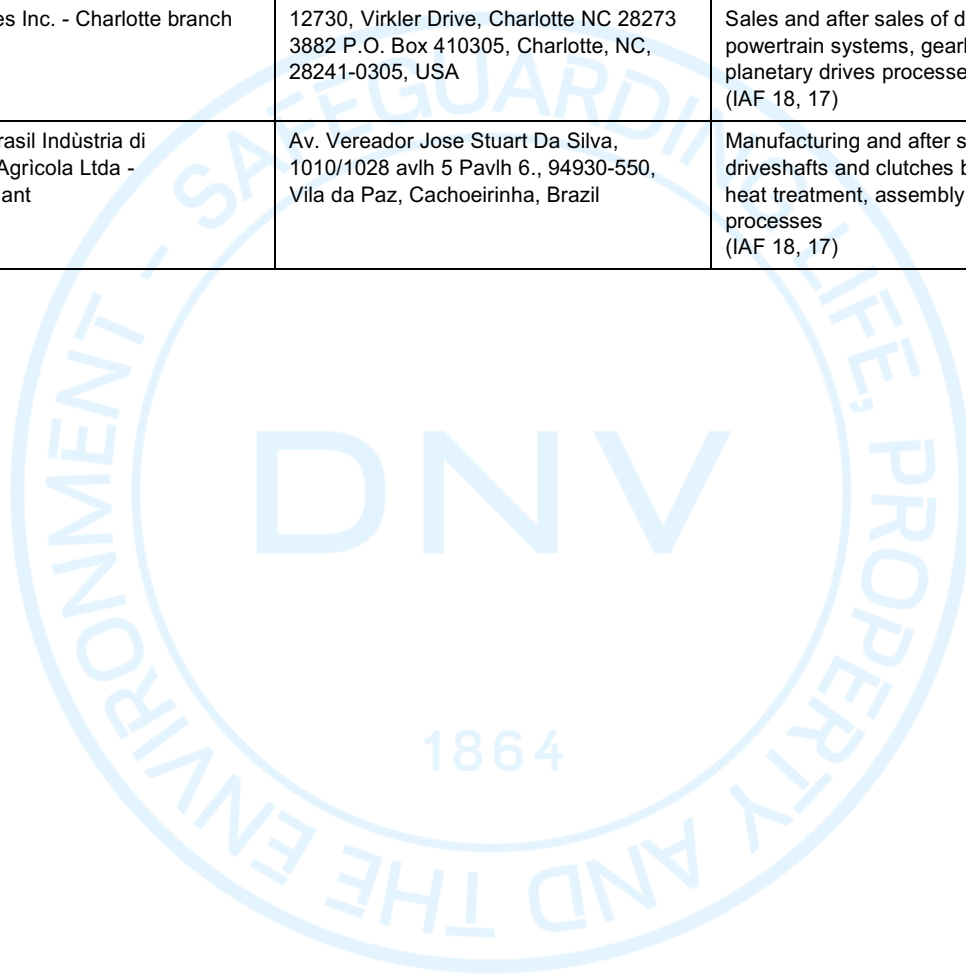 es Inc. - Charlotte branch
12730, Virkler Drive, Charlotte NC 28273
3882 P.O. Box 410305, Charlotte, NC,
28241-0305, USA
Sales and after sales of d
powertrain systems, gearl
planetary drives processe
(IAF 18, 17)
rasil Indùstria di
Agrìcola Ltda -
ant
Av. Vereador Jose Stuart Da Silva,
1010/1028 avlh 5 Pavlh 6., 94930-550,
Vila da Paz, Cachoeirinha, Brazil
Manufacturing and after s
driveshafts and clutches b
heat treatment, assembly
processes
(IAF 18, 17)
SAFEGUARDING LIFE, PROPERTY AND THE ENVIRONMENT -
DNV
1864